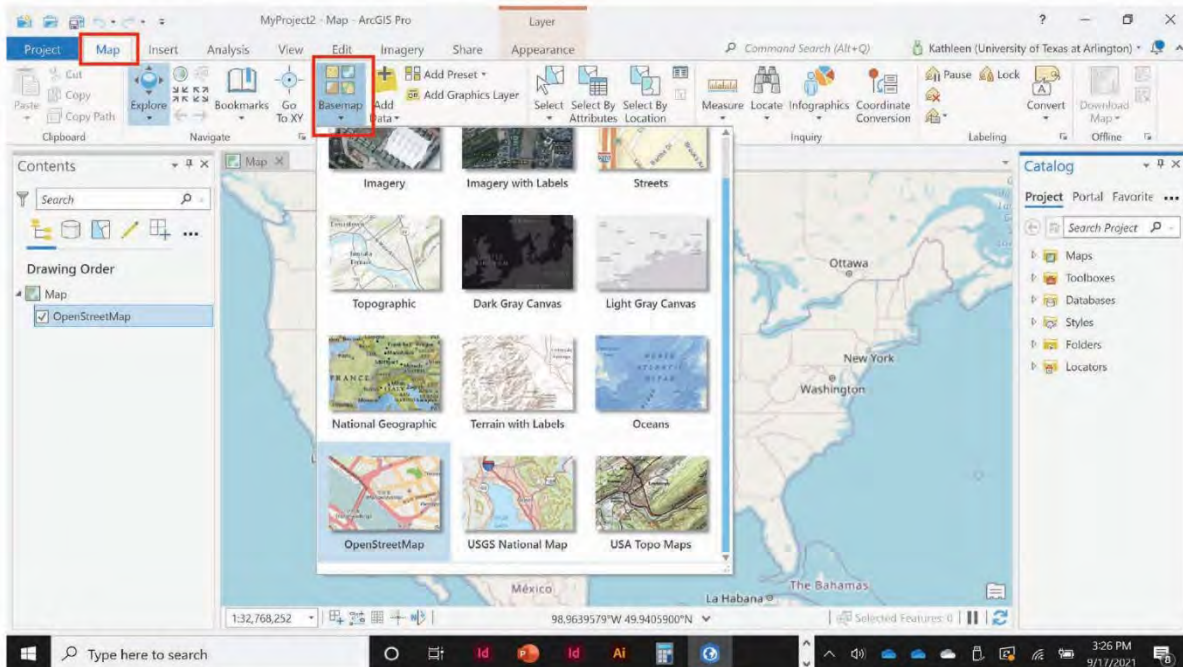 MyProject2 - Map - ArcGIS Pro
Layer
?
Project
Map
Insert
Analysis
View
Edit
Imagery
Share
Appearance
Command Search (Alt+Q)
Kathleen (University of Texas at Arlington)
Paste
Cut
Copy
Copy Path
Clipboard
Explore
Bookmarks
Go To XY
Navigate
Basemap
Add Data
Add Preset
Add Graphics Layer
Select
Select By Attributes
Select By Location
Measure
Locate
Infographics
Coordinate Conversion
Inquiry
Pause
Lock
Labeling
Convert
Download Map
Offline
Contents
Search
Drawing Order
Map
OpenStreetMap
Map
Imagery
Imagery with Labels
Streets
Topographic
Dark Gray Canvas
Light Gray Canvas
FRANCE
National Geographic
Terrain with Labels
Oceans
OpenStreetMap
USGS National Map
USA Topo Maps
Ottawa
New York
Washington
México
La Habana
The Bahamas
1:32,768,252
98.9639579°W 49.9405900°N
Selected Features: 0
Catalog
Project
Portal
Favorite
Search Project
Maps
Toolboxes
Databases
Styles
Folders
Locators
Type here to search
Id
P
Id
Ai
3:26 PM
9/17/2021